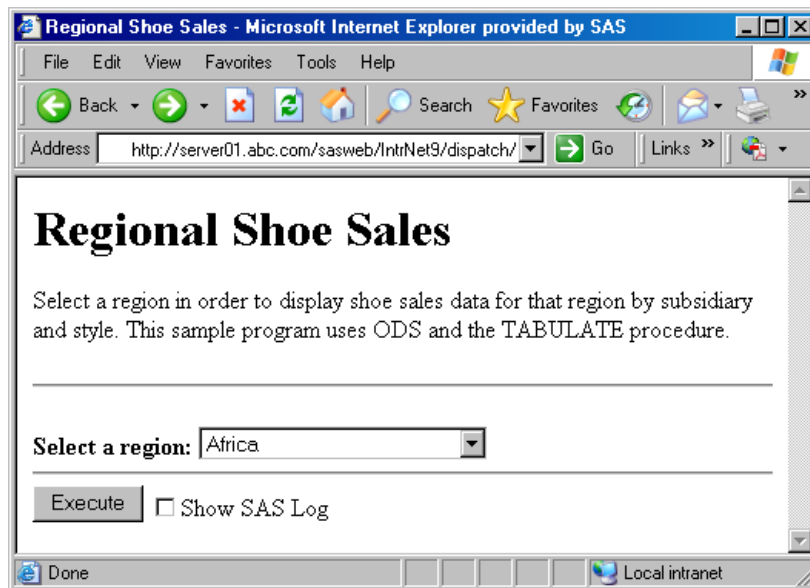 Regional Shoe Sales - Microsoft Internet Explorer provided by SAS
File Edit View Favorites Tools Help
Back Search Favorites »
Address http://server01.abc.com/sasweb/IntrNet9/dispatch/ Go Links »
Regional Shoe Sales
Select a region in order to display shoe sales data for that region by subsidiary
and style. This sample program uses ODS and the TABULATE procedure.
Select a region: Africa
Execute Show SAS Log
Done Local intranet